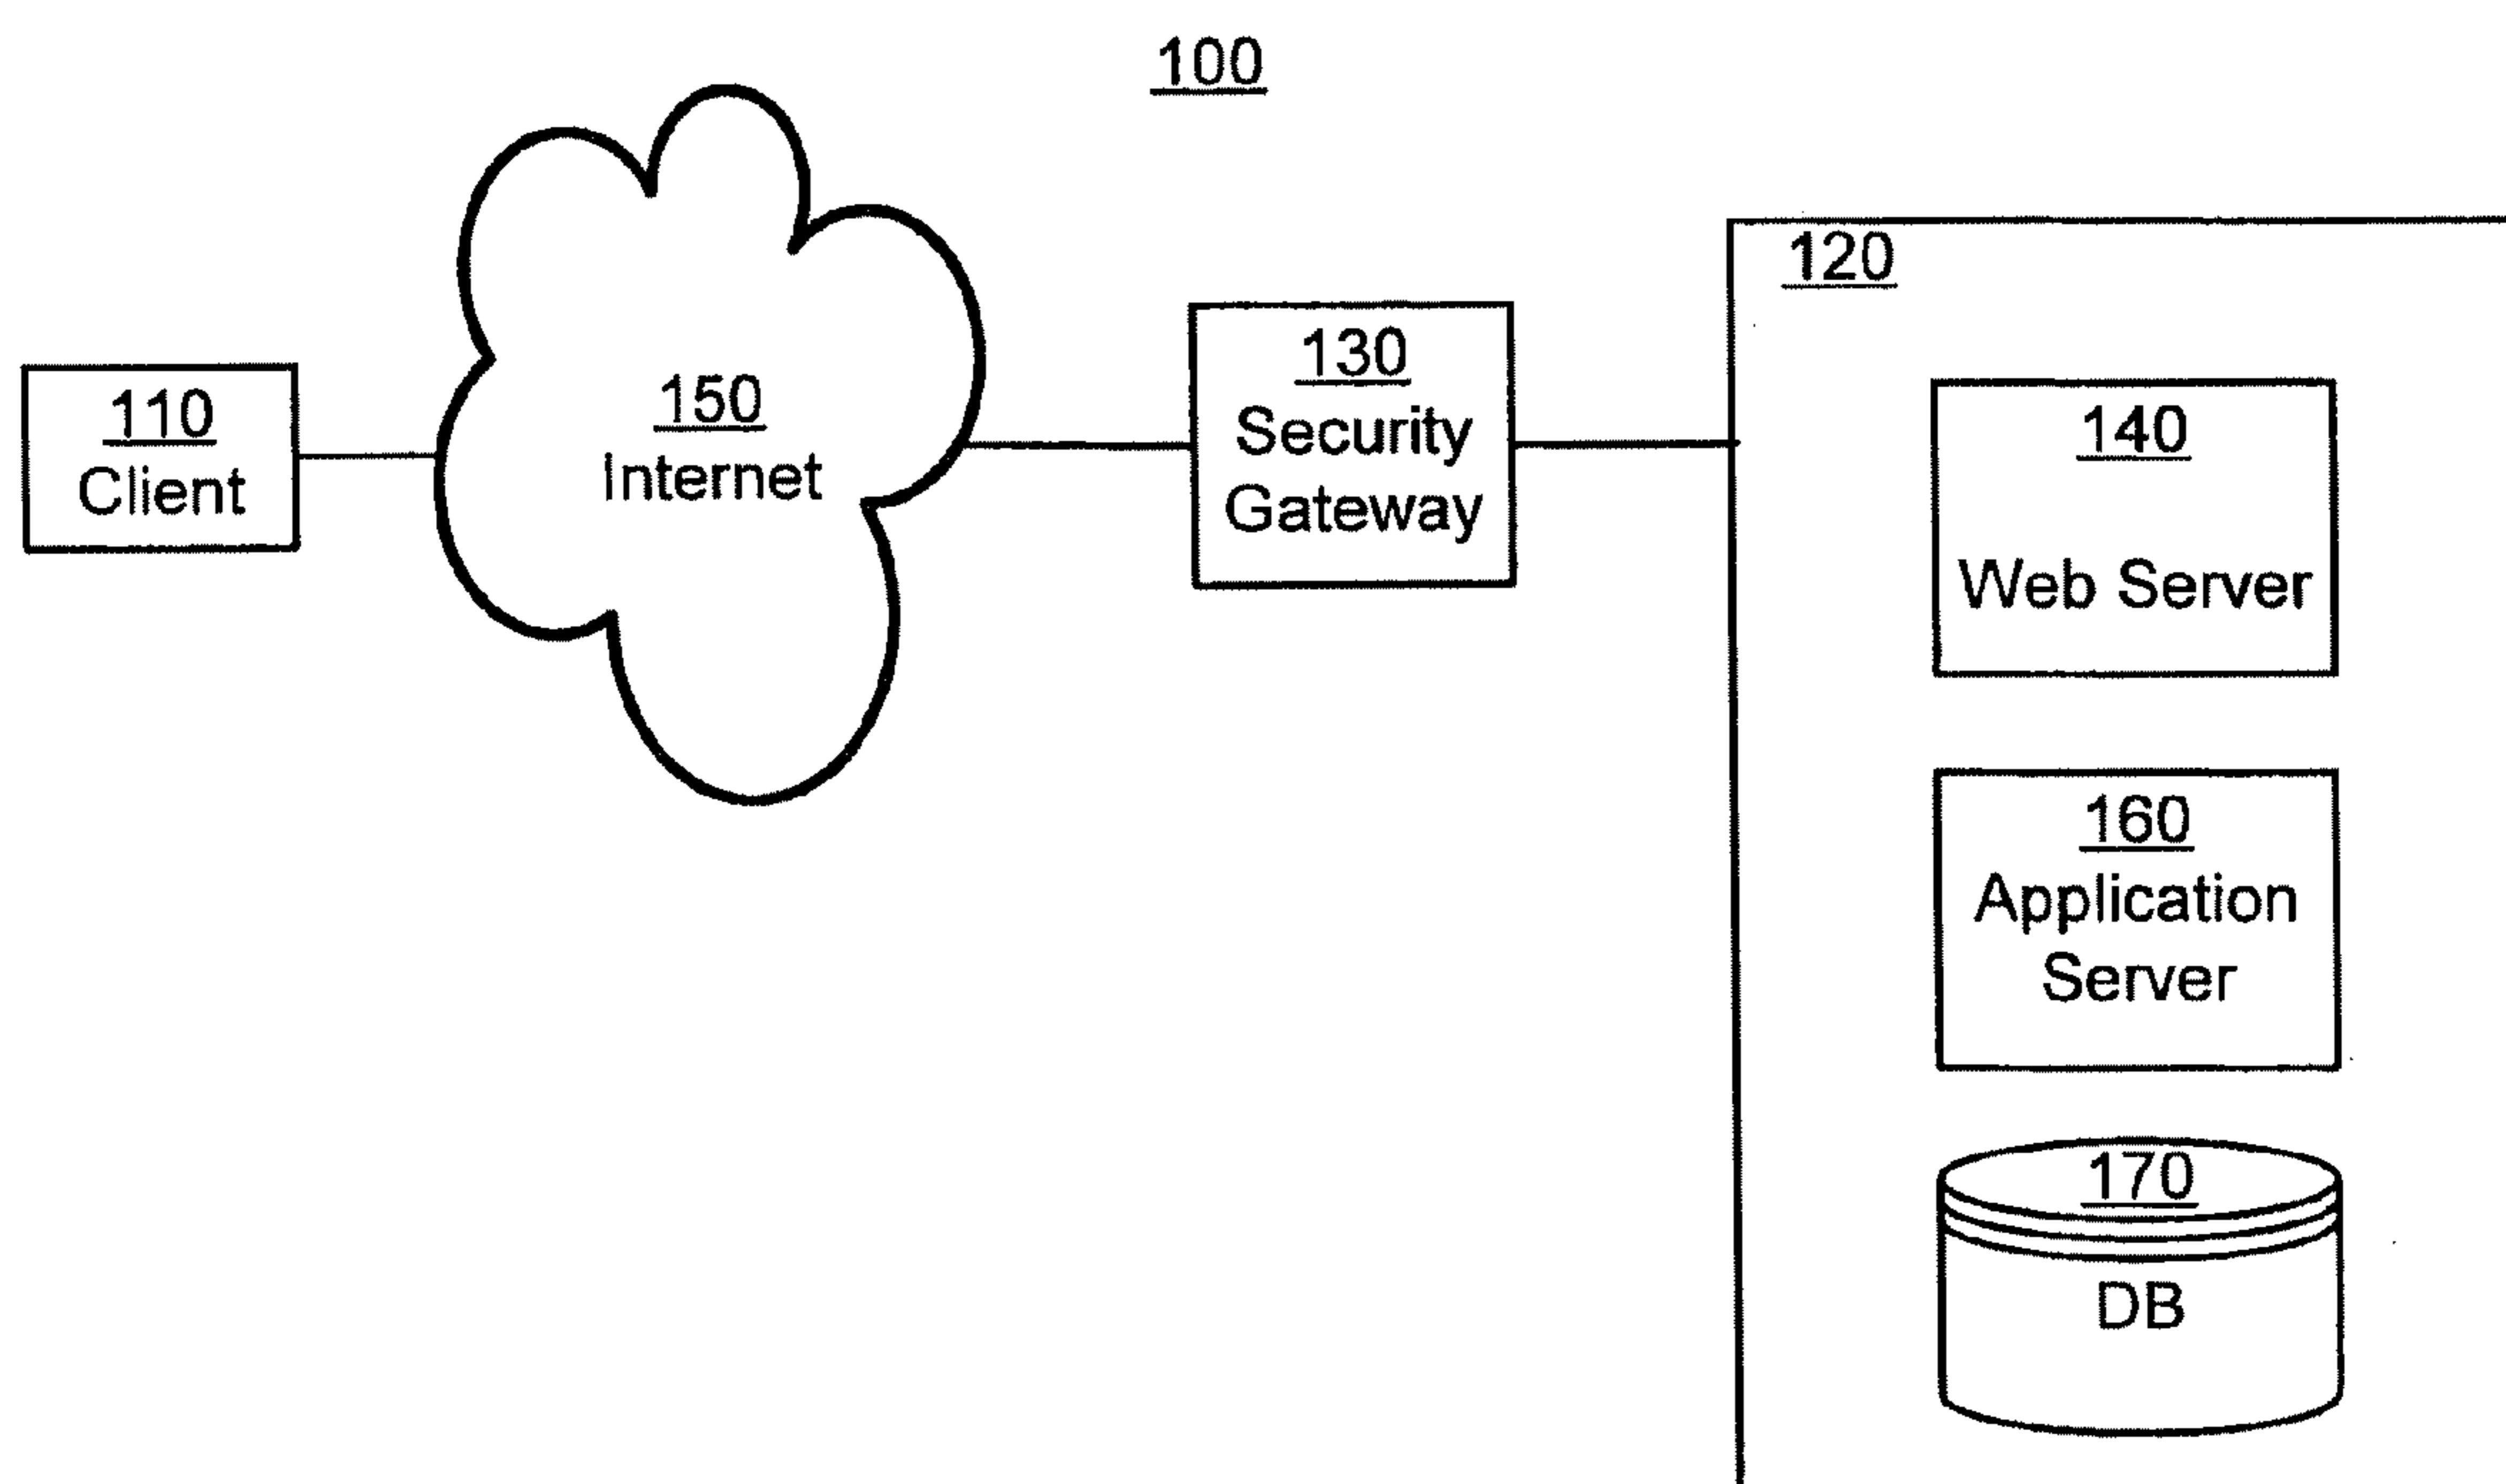 100
110
Client
150
Internet
130
Security
Gateway
120
140
Web Server
160
Application
Server
170
DB